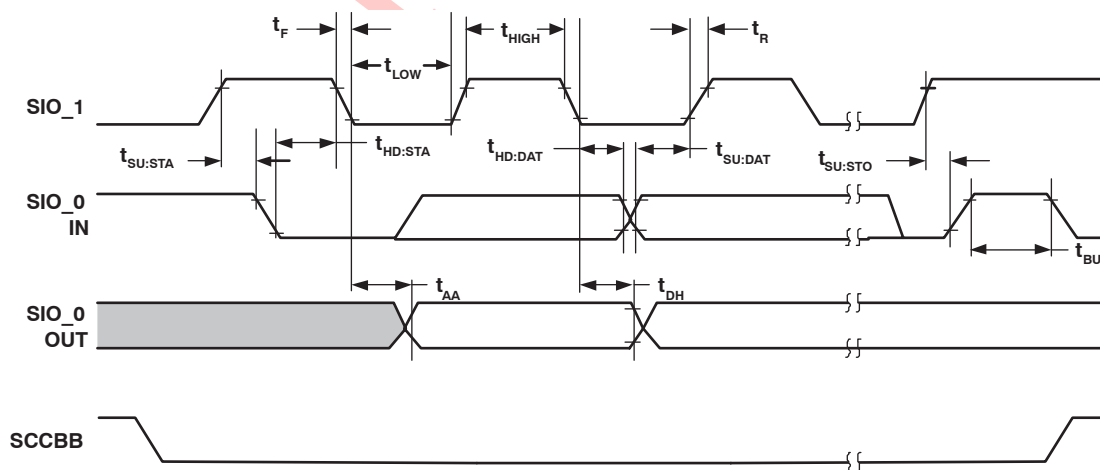 tF
tHIGH
tR
tLOW
SIO_1
tSU:STA
tHD:STA
tHD:DAT
tSU:DAT
tSU:STO
SIO_0
IN
tBU
tAA
tDH
SIO_0
OUT
SCCBB